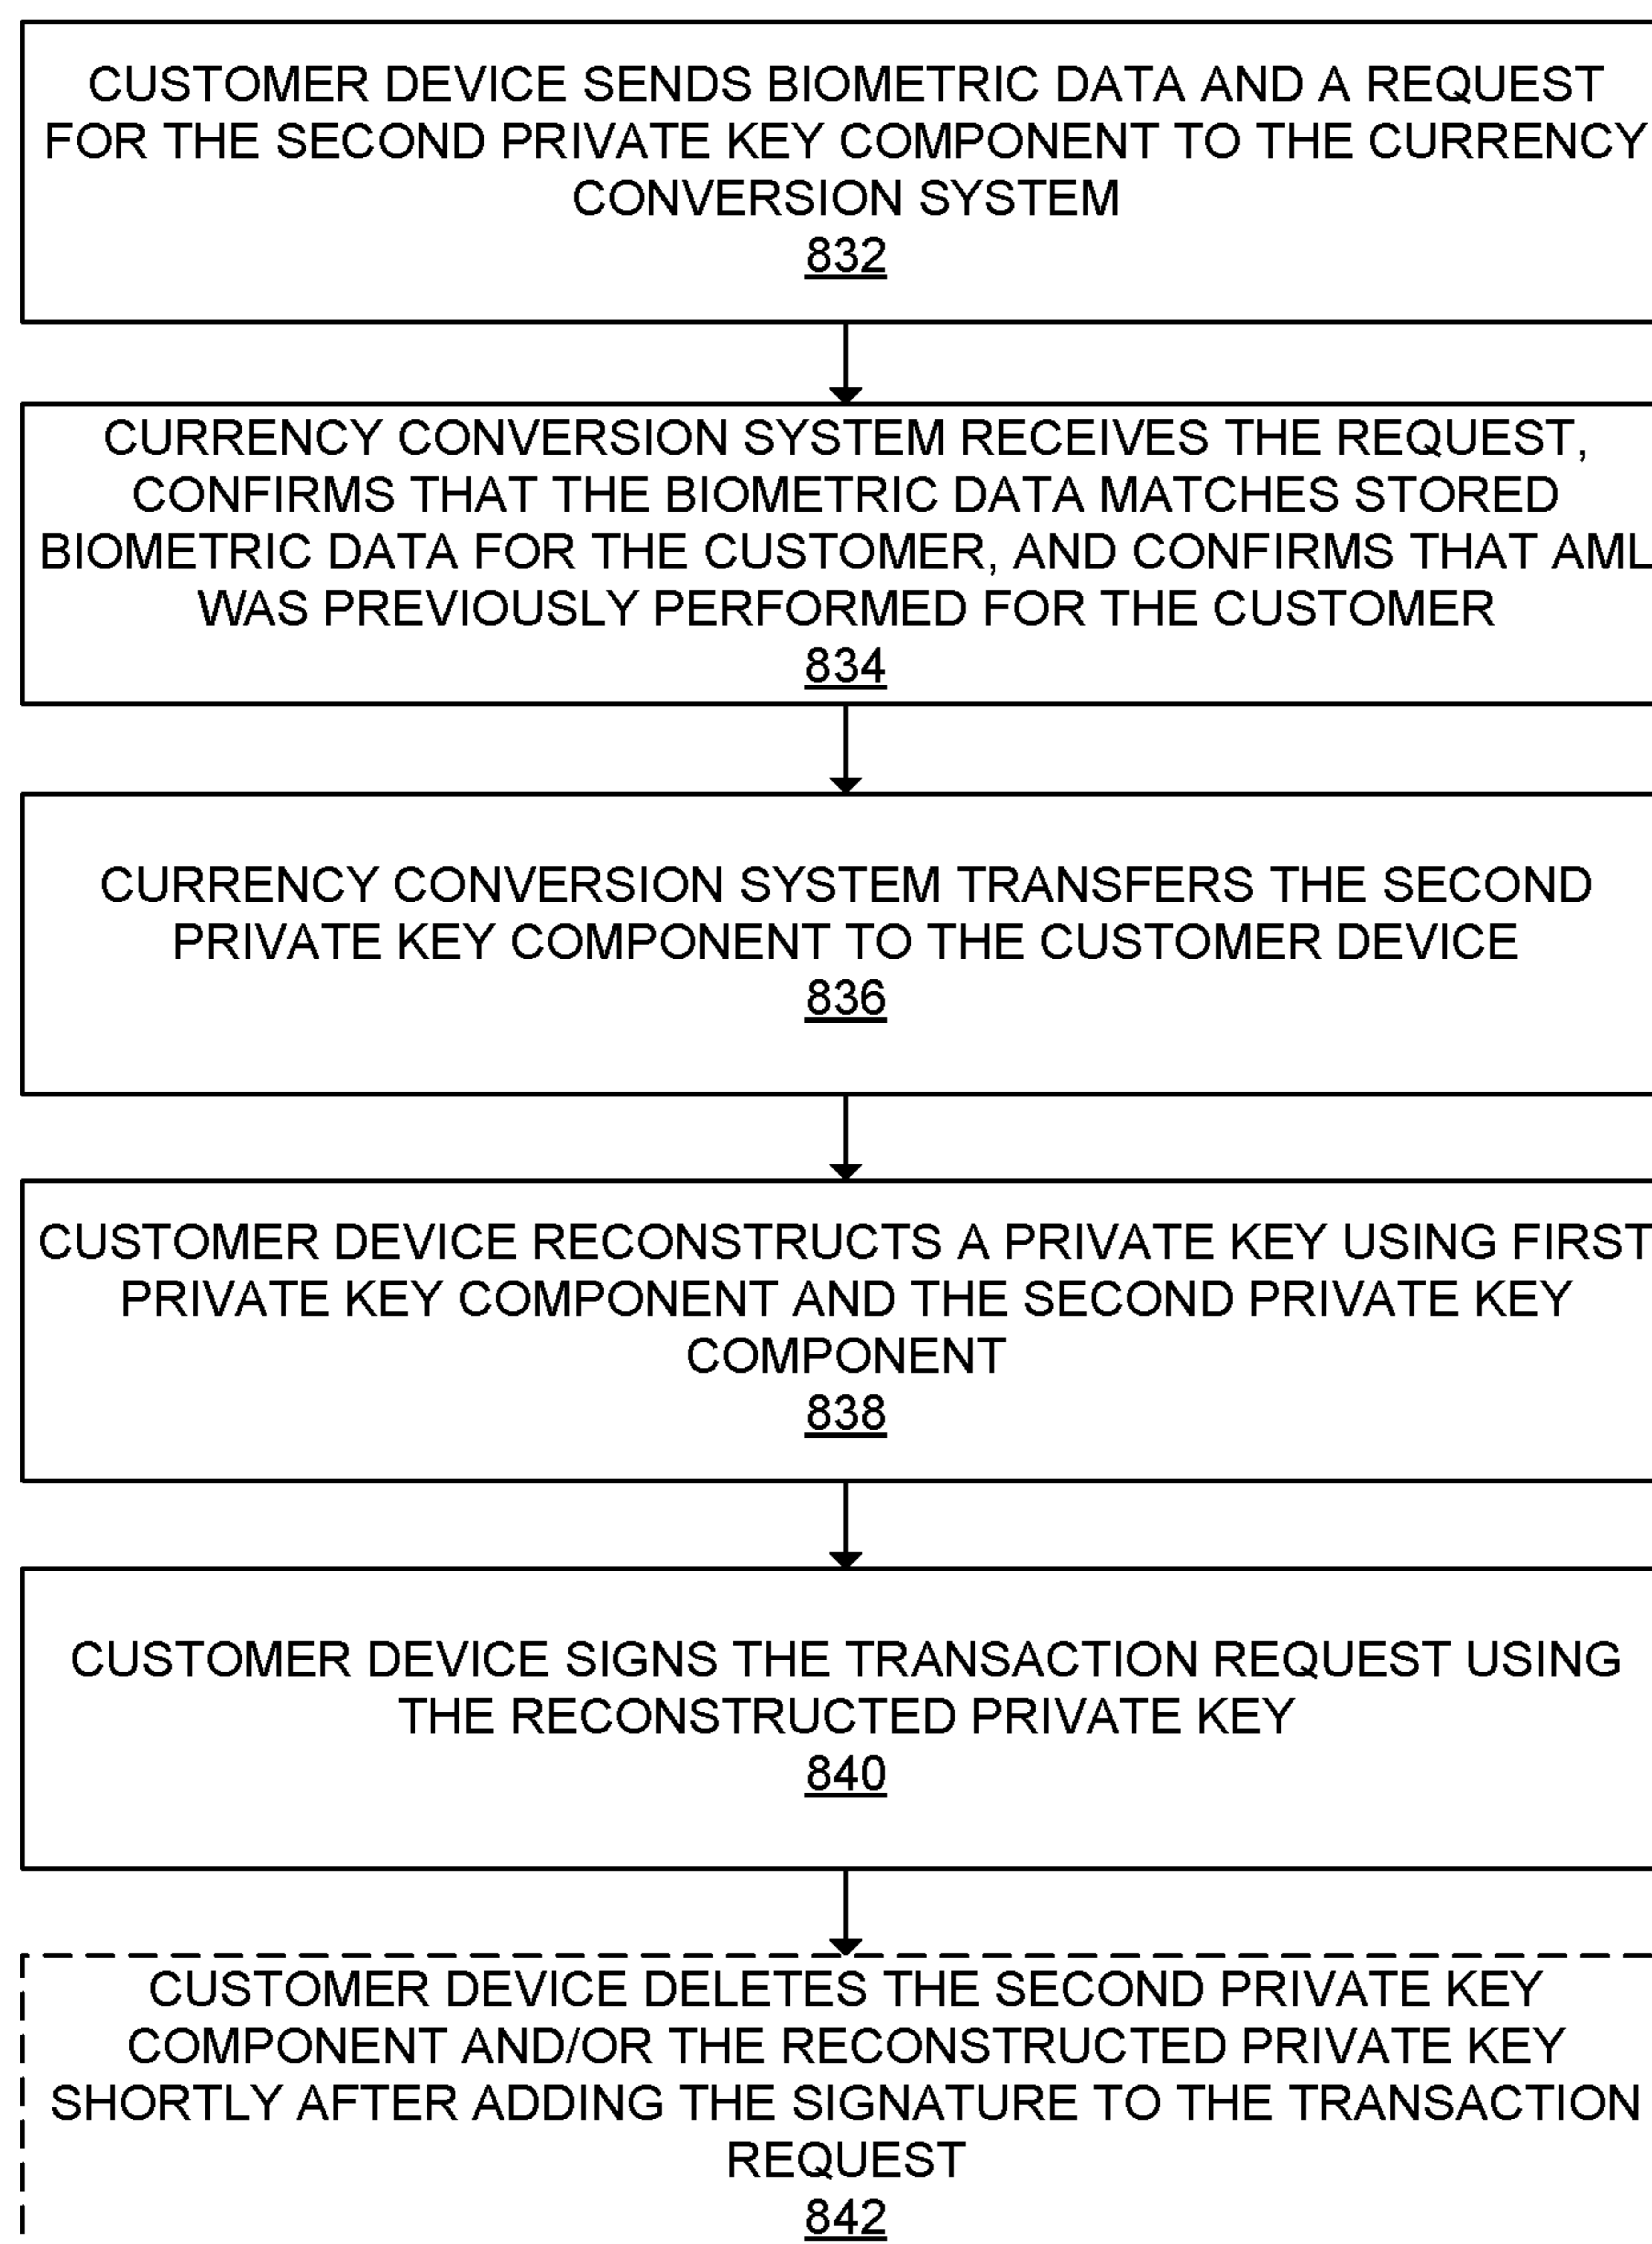 CUSTOMER DEVICE SENDS BIOMETRIC DATA AND A REQUEST
FOR THE SECOND PRIVATE KEY COMPONENT TO THE CURRENCY
CONVERSION SYSTEM
832
CURRENCY CONVERSION SYSTEM RECEIVES THE REQUEST,
CONFIRMS THAT THE BIOMETRIC DATA MATCHES STORED
BIOMETRIC DATA FOR THE CUSTOMER, AND CONFIRMS THAT AML
WAS PREVIOUSLY PERFORMED FOR THE CUSTOMER
834
CURRENCY CONVERSION SYSTEM TRANSFERS THE SECOND
PRIVATE KEY COMPONENT TO THE CUSTOMER DEVICE
836
CUSTOMER DEVICE RECONSTRUCTS A PRIVATE KEY USING FIRST
PRIVATE KEY COMPONENT AND THE SECOND PRIVATE KEY
COMPONENT
838
CUSTOMER DEVICE SIGNS THE TRANSACTION REQUEST USING
THE RECONSTRUCTED PRIVATE KEY
840
CUSTOMER DEVICE DELETES THE SECOND PRIVATE KEY
COMPONENT AND/OR THE RECONSTRUCTED PRIVATE KEY
SHORTLY AFTER ADDING THE SIGNATURE TO THE TRANSACTION
REQUEST
842